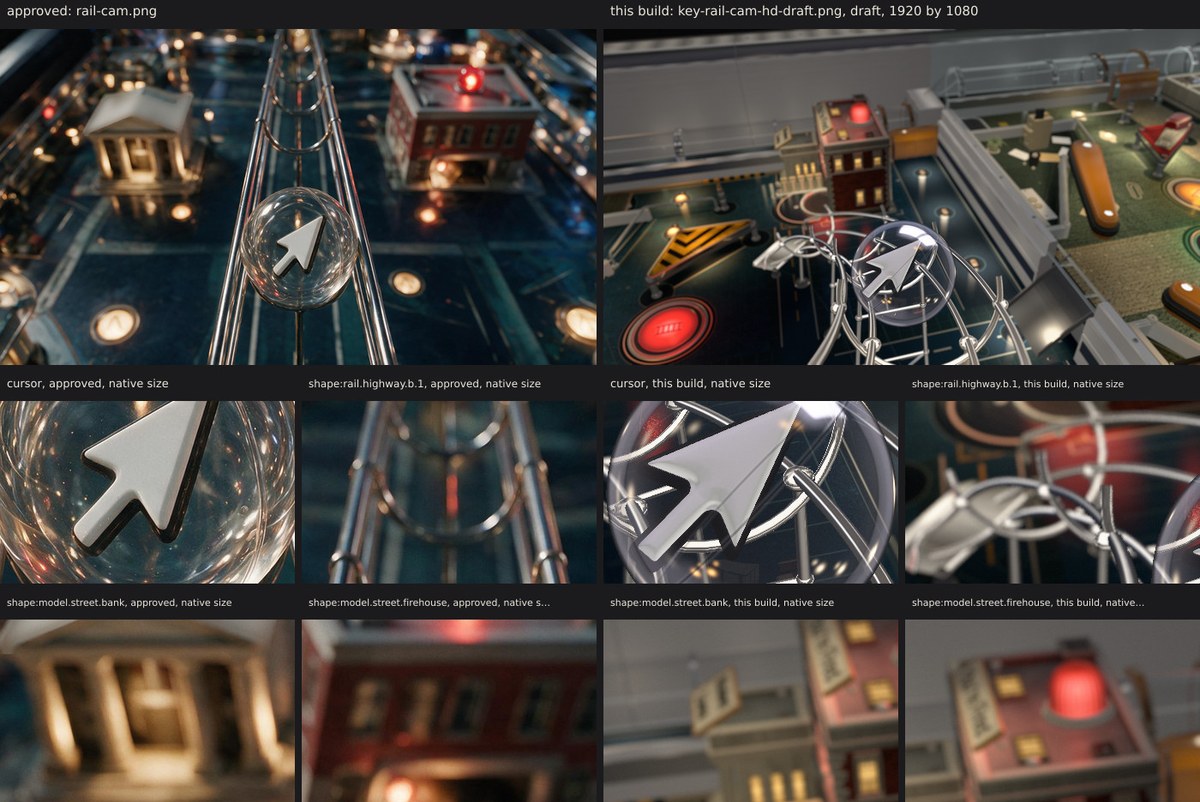 approved: rail-cam.png
this build: key-rail-cam-hd-draft.png, draft, 1920 by 1080
cursor, approved, native size
shape:rail.highway.b.1, approved, native size
cursor, this build, native size
shape:rail.highway.b.1, this build, native size
shape:model.street.bank, approved, native size
shape:model.street.firehouse, approved, native s...
shape:model.street.bank, this build, native size
shape:model.street.firehouse, this build, native...